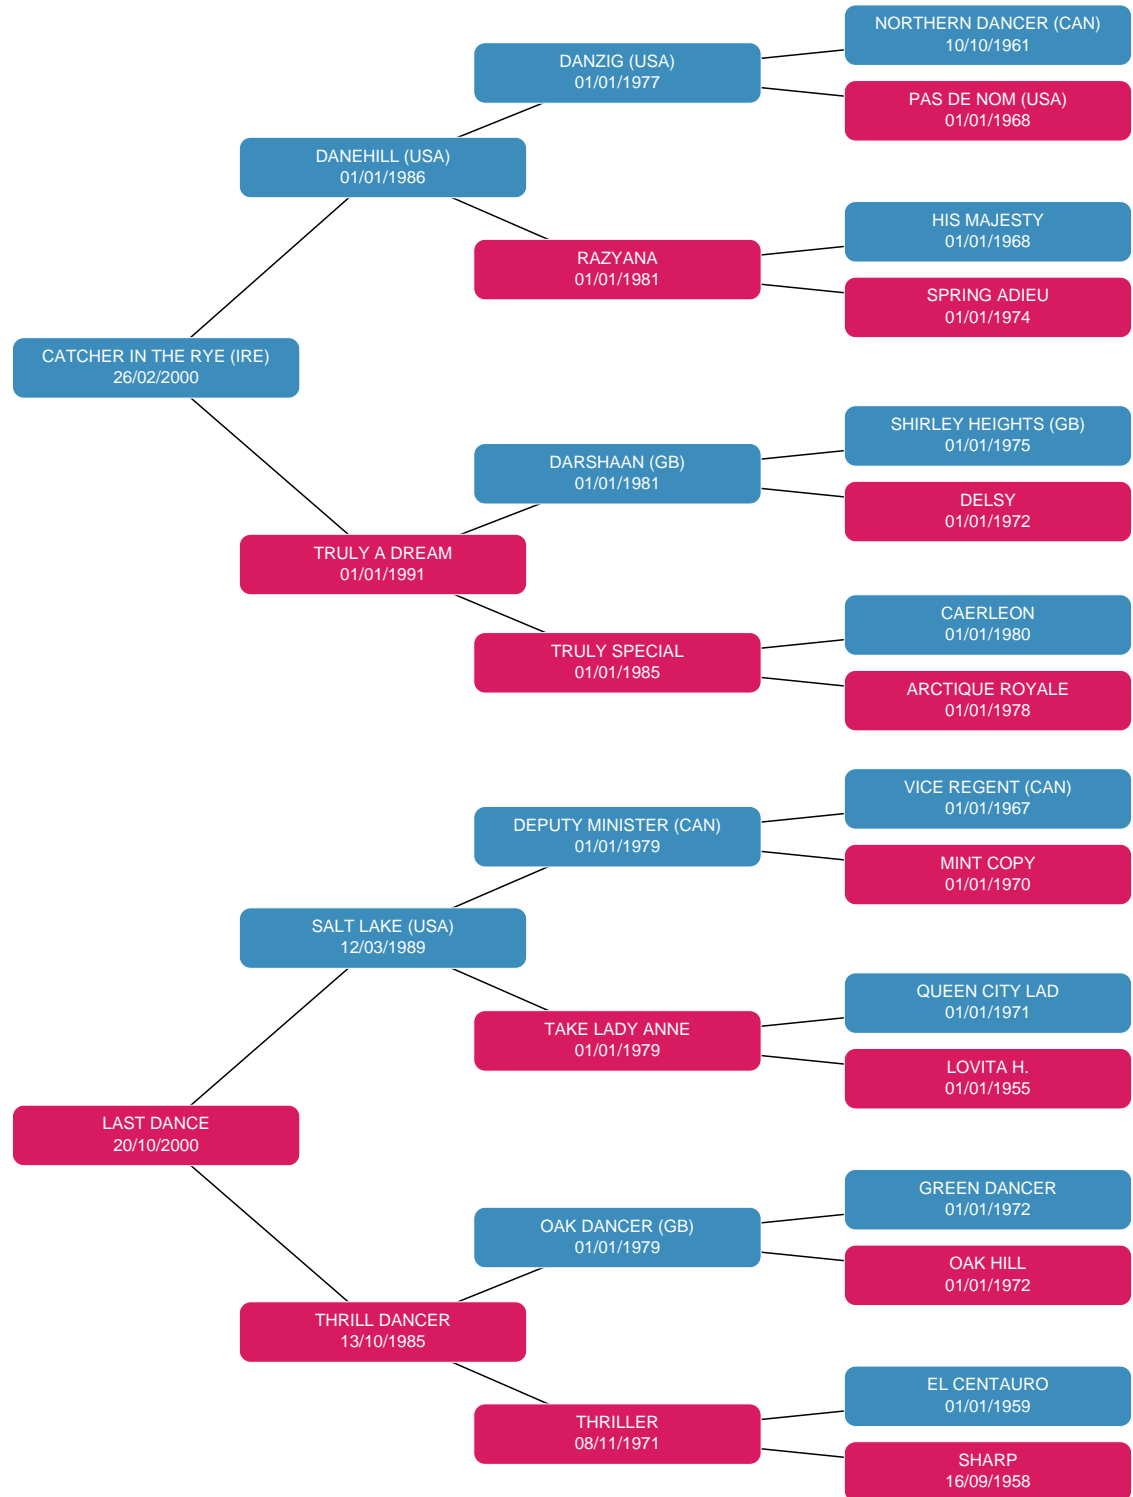 NORTHERN DANCER (CAN)
10/10/1961
DANZIG (USA)
01/01/1977
PAS DE NOM (USA)
01/01/1968
DANEHILL (USA)
01/01/1986
HIS MAJESTY
01/01/1968
RAZYANA
01/01/1981
SPRING ADIEU
01/01/1974
CATCHER IN THE RYE (IRE)
26/02/2000
SHIRLEY HEIGHTS (GB)
01/01/1975
DARSHAAN (GB)
01/01/1981
DELSY
01/01/1972
TRULY A DREAM
01/01/1991
CAERLEON
01/01/1980
TRULY SPECIAL
01/01/1985
ARCTIQUE ROYALE
01/01/1978
VICE REGENT (CAN)
01/01/1967
DEPUTY MINISTER (CAN)
01/01/1979
MINT COPY
01/01/1970
SALT LAKE (USA)
12/03/1989
QUEEN CITY LAD
01/01/1971
TAKE LADY ANNE
01/01/1979
LOVITA H.
01/01/1955
LAST DANCE
20/10/2000
GREEN DANCER
01/01/1972
OAK DANCER (GB)
01/01/1979
OAK HILL
01/01/1972
THRILL DANCER
13/10/1985
EL CENTAURO
01/01/1959
THRILLER
08/11/1971
SHARP
16/09/1958